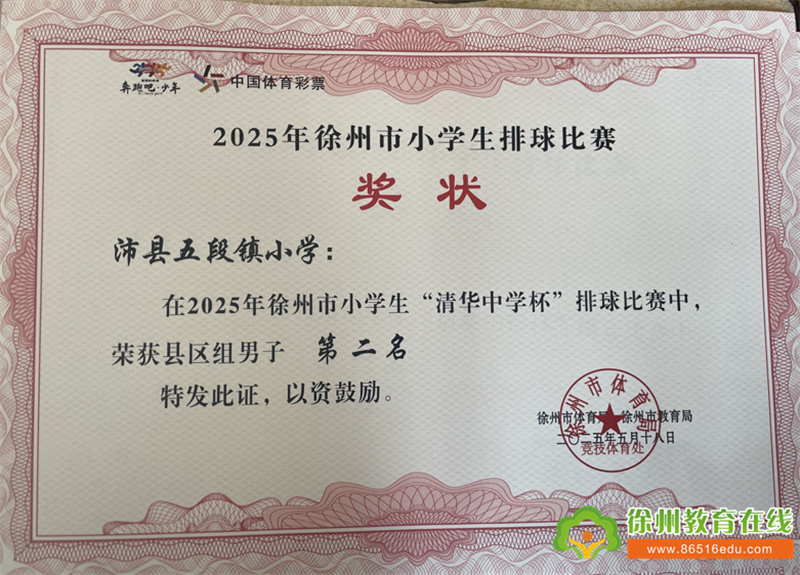 奔跑吧·少年 中国体育彩票
2025年徐州市小学生排球比赛
奖状
沛县五段镇小学：
在2025年徐州市小学生“清华中学杯”排球比赛中，
荣获县区组男子 第二名
特发此证，以资鼓励。
徐州市体育局 徐州市教育局
二〇二五年五月十八日
徐州市体育局
竞技体育处
徐州教育在线
www.86516edu.com